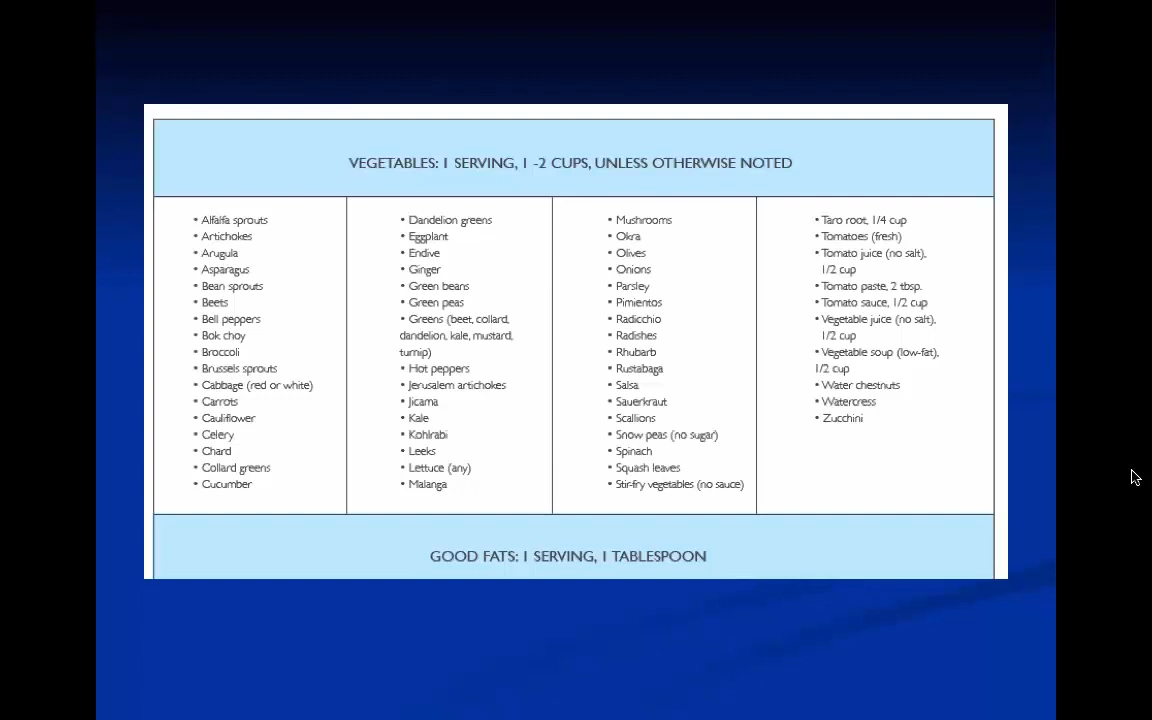 VEGETABLES: 1 SERVING, 1 -2 CUPS, UNLESS OTHERWISE NOTED
• Alfalfa sprouts
• Artichokes
• Arugula
• Asparagus
• Bean sprouts
• Beets
• Bell peppers
• Bok choy
• Broccoli
• Brussels sprouts
• Cabbage (red or white)
• Carrots
• Cauliflower
• Celery
• Chard
• Collard greens
• Cucumber
• Dandelion greens
• Eggplant
• Endive
• Ginger
• Green beans
• Green peas
• Greens (beet, collard,
dandelion, kale, mustard,
turnip)
• Hot peppers
• Jerusalem artichokes
• Jicama
• Kale
• Kohlrabi
• Leeks
• Lettuce (any)
• Malanga
• Mushrooms
• Okra
• Olives
• Onions
• Parsley
• Pimientos
• Radicchio
• Radishes
• Rhubarb
• Rustabaga
• Salsa
• Sauerkraut
• Scallions
• Snow peas (no sugar)
• Spinach
• Squash leaves
• Stir-fry vegetables (no sauce)
• Taro root, 1/4 cup
• Tomatoes (fresh)
• Tomato juice (no salt),
1/2 cup
• Tomato paste, 2 tbsp.
• Tomato sauce, 1/2 cup
• Vegetable juice (no salt),
1/2 cup
• Vegetable soup (low-fat),
1/2 cup
• Water chestnuts
• Watercress
• Zucchini
GOOD FATS: 1 SERVING, 1 TABLESPOON